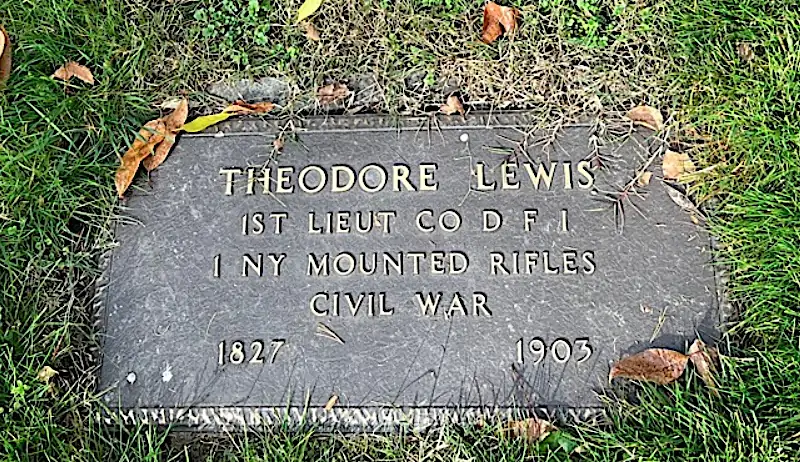 THEODORE LEWIS
1ST LIEUT CO D F I
1 NY MOUNTED RIFLES
CIVIL WAR
1827 1903